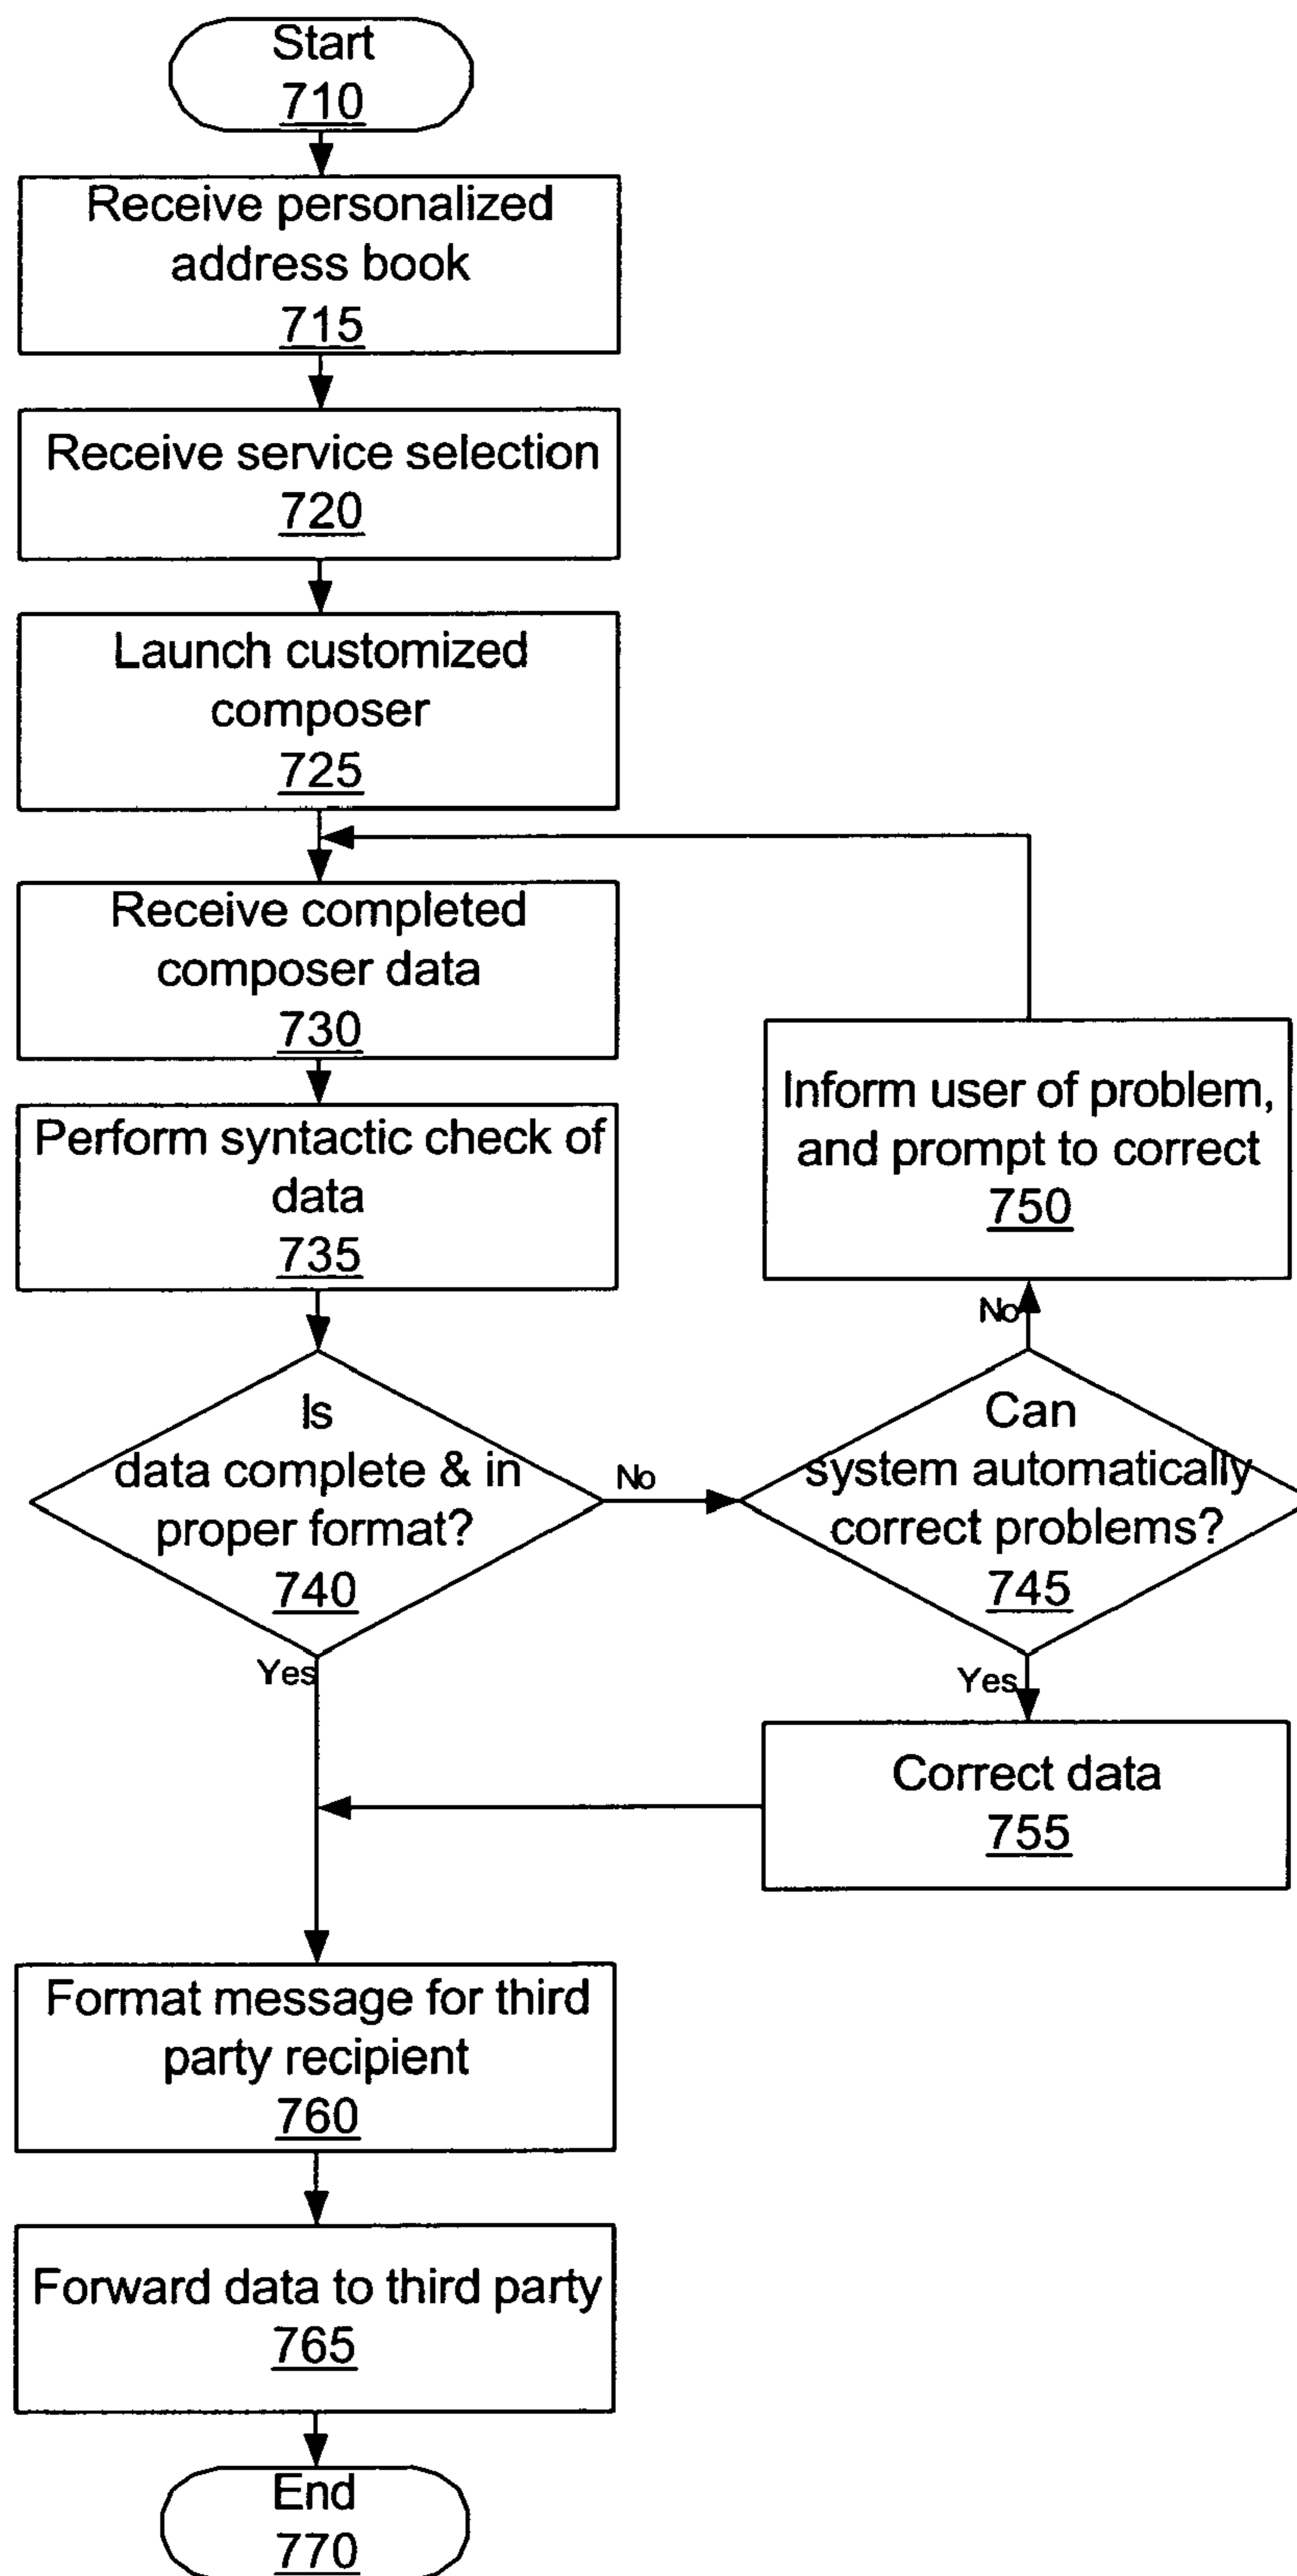 Start
710
Receive personalized
address book
715
Receive service selection
720
Launch customized
composer
725
Receive completed
composer data
730
Perform syntactic check of
data
735
Inform user of problem,
and prompt to correct
750
No
Is
data complete & in
proper format?
740
No
Can
system automatically
correct problems?
745
Yes
Yes
Correct data
755
Format message for third
party recipient
760
Forward data to third party
765
End
770